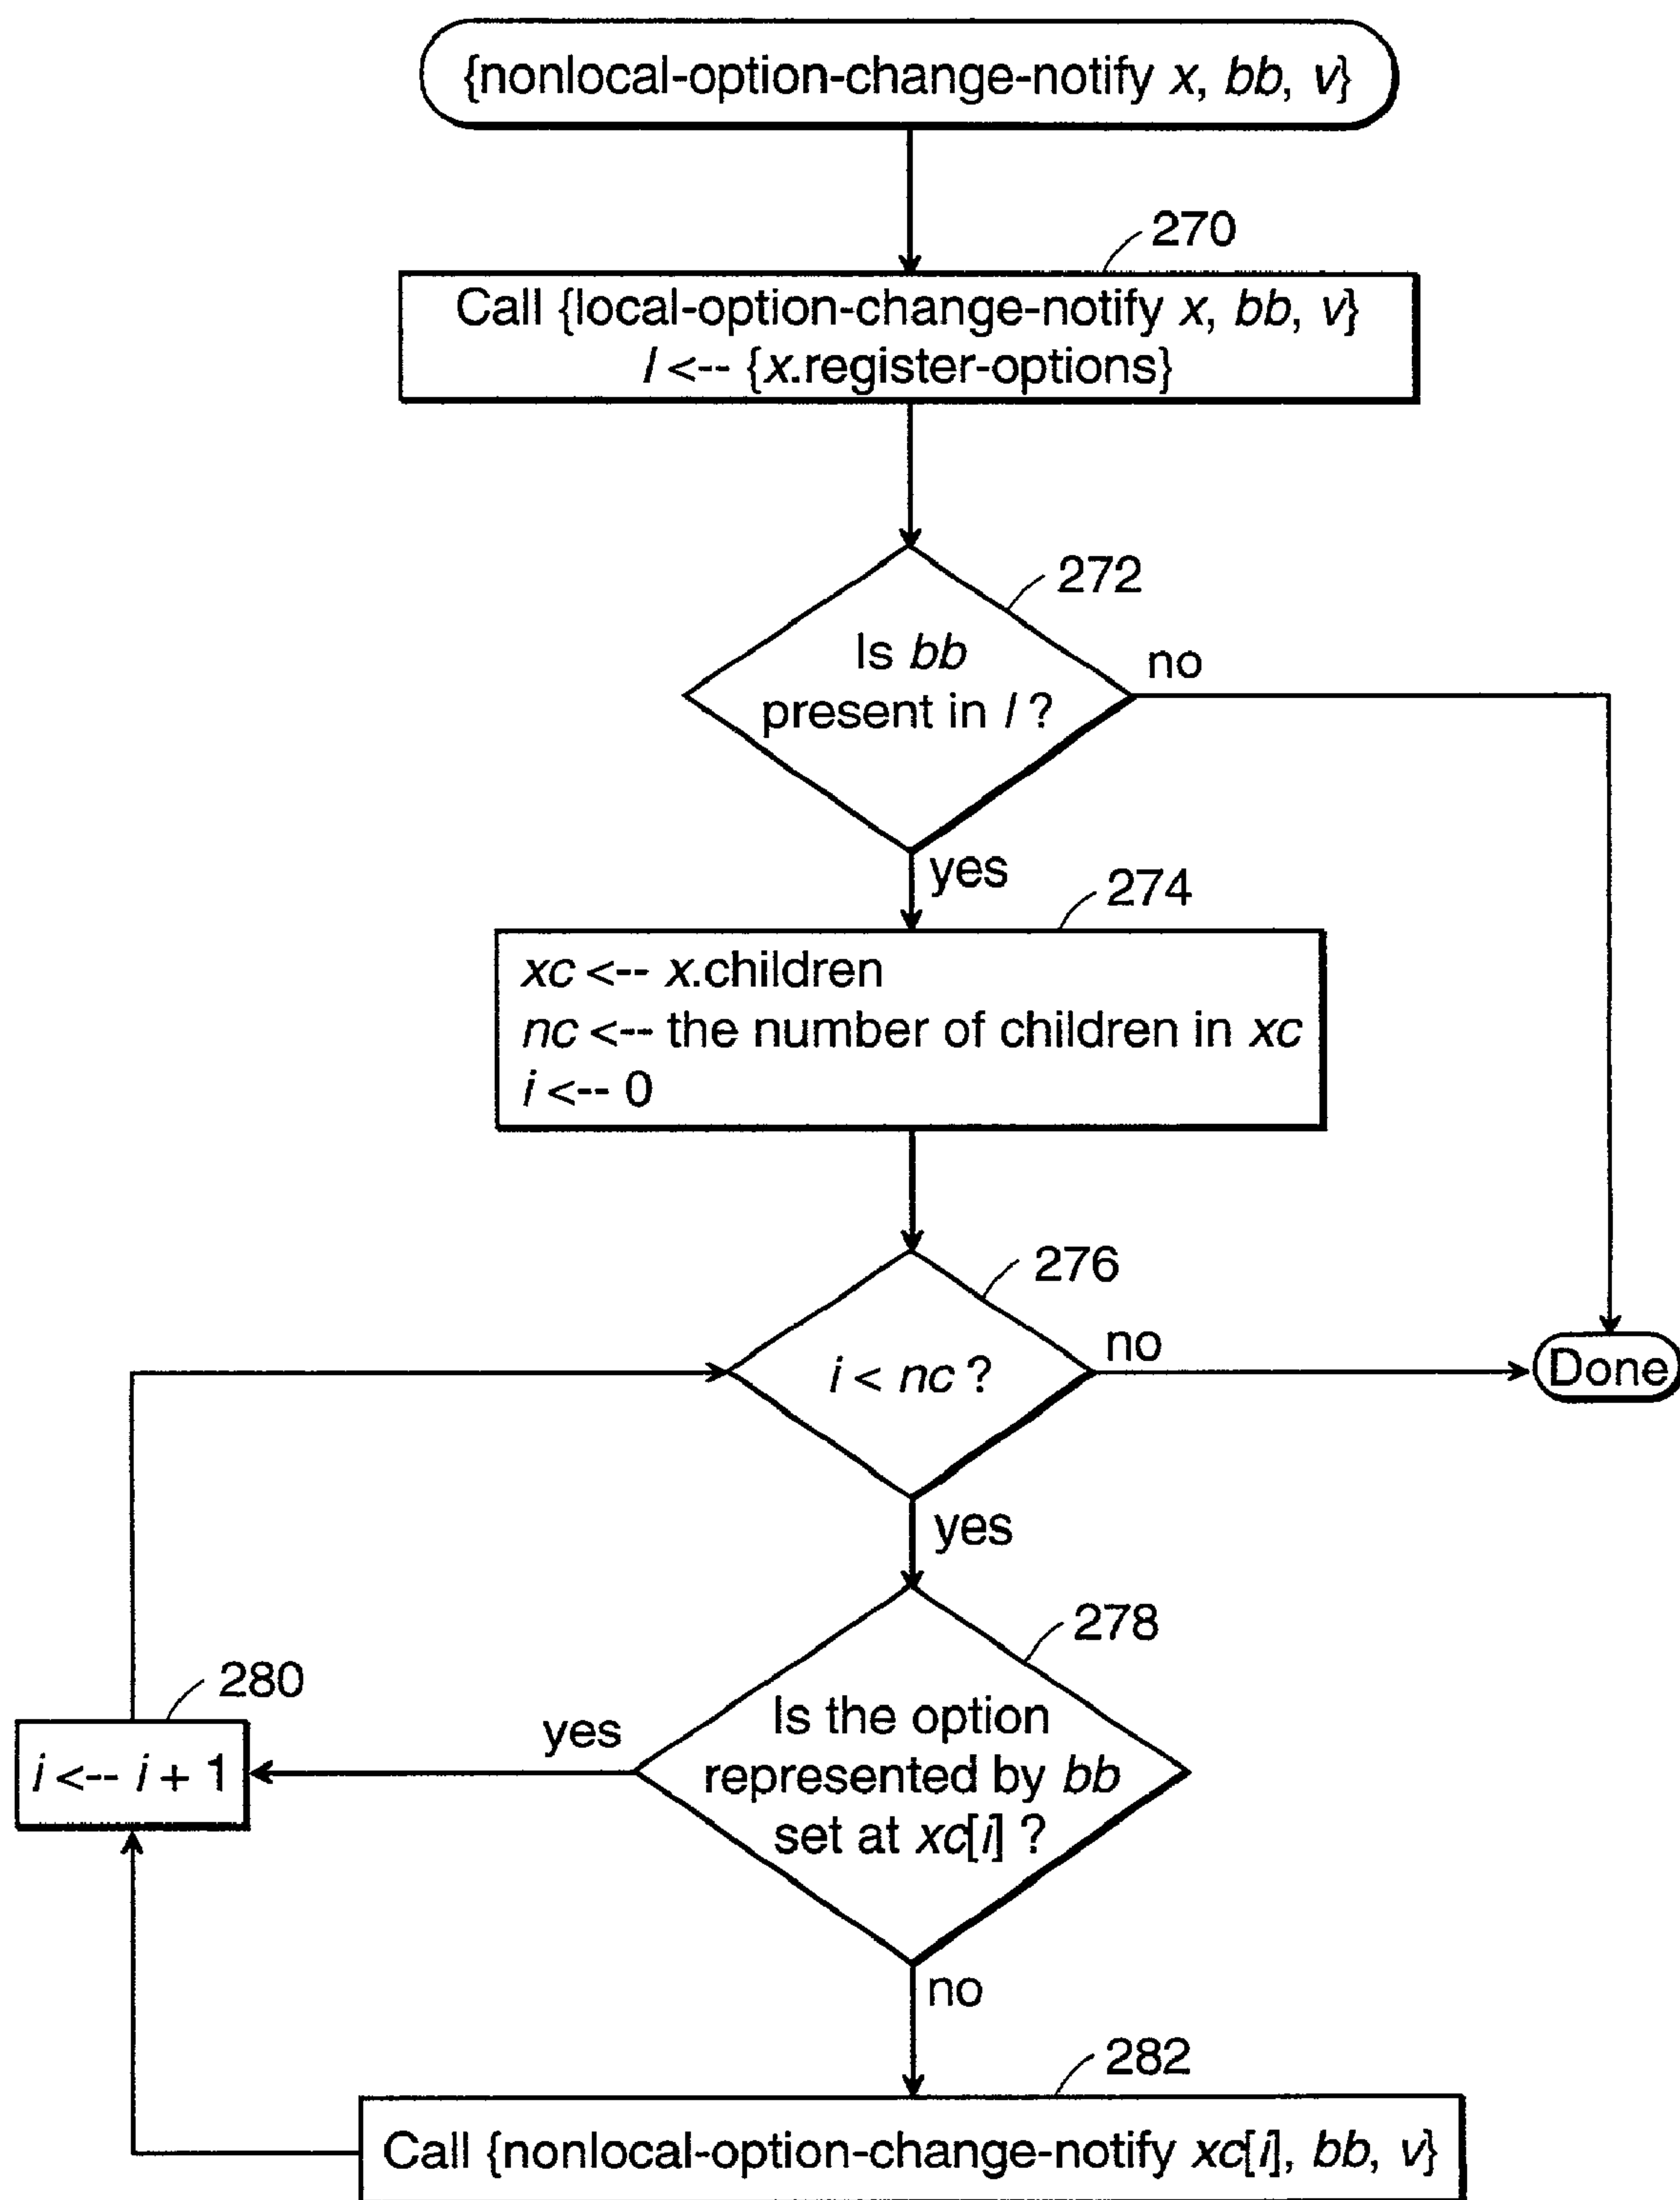 {nonlocal-option-change-notify x, bb, v}
270
Call {local-option-change-notify x, bb, v}
l <-- {x.register-options}
272
Is bb
present in l ?
no
yes
274
xc <-- x.children
nc <-- the number of children in xc
i <-- 0
276
i < nc ?
no
Done
yes
278
280
Is the option
represented by bb
set at xc[i] ?
yes
i <-- i + 1
no
282
Call {nonlocal-option-change-notify xc[i], bb, v}